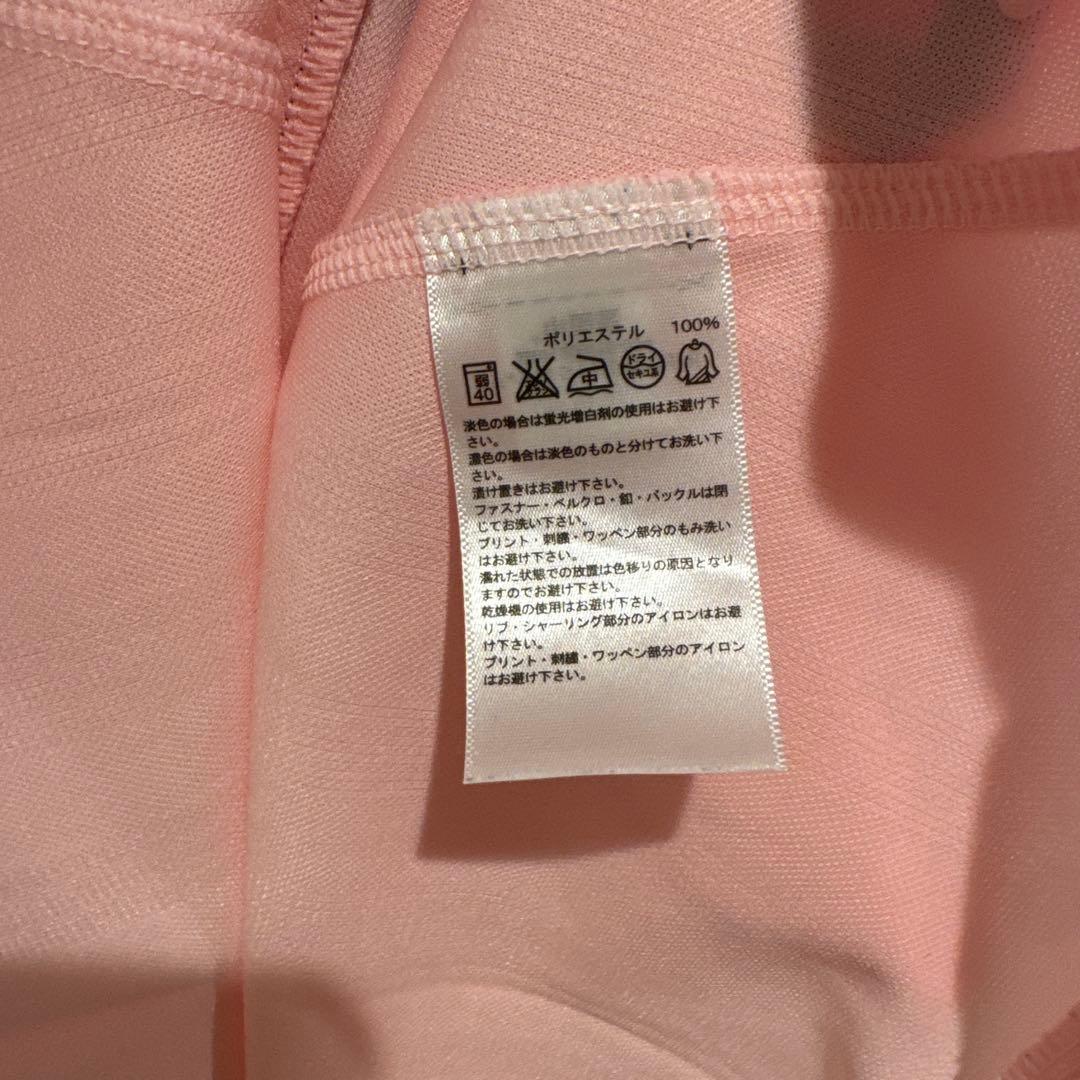 ポリエステル 100%
弱 40 エンソ サラシ 中 ドライ セキユ系
淡色の場合は蛍光増白剤の使用はお避け下
さい。
濃色の場合は淡色のものと分けてお洗い下
さい。
漬け置きはお避け下さい。
ファスナー・ベルクロ・釦・バックルは閉
じてお洗い下さい。
プリント・刺繍・ワッペン部分のもみ洗い
はお避け下さい。
濡れた状態での放置は色移りの原因となり
ますのでお避け下さい。
乾燥機の使用はお避け下さい。
リブ・シャーリング部分のアイロンはお避
け下さい。
プリント・刺繍・ワッペン部分のアイロン
はお避け下さい。